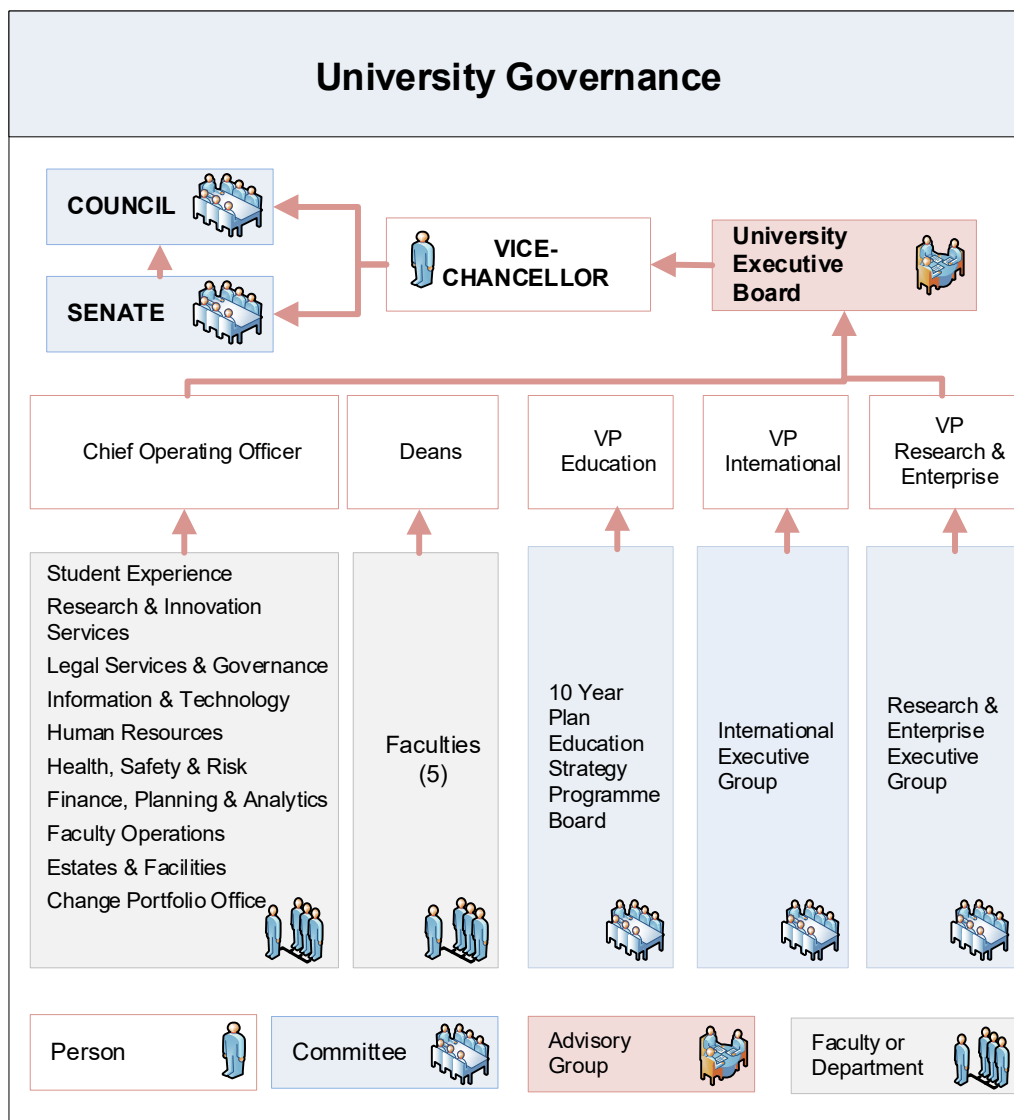 University Governance
COUNCIL
SENATE
VICE-
CHANCELLOR
University
Executive
Board
Chief Operating Officer
Deans
VP
Education
VP
International
VP
Research &
Enterprise
Student Experience
Research & Innovation
Services
Legal Services & Governance
Information & Technology
Human Resources
Health, Safety & Risk
Finance, Planning & Analytics
Faculty Operations
Estates & Facilities
Change Portfolio Office
Faculties
(5)
10 Year
Plan
Education
Strategy
Programme
Board
International
Executive
Group
Research &
Enterprise
Executive
Group
Person
Committee
Advisory
Group
Faculty or
Department